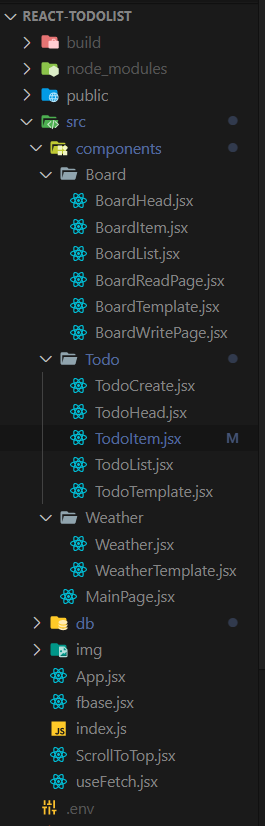 REACT-TODOLIST
build
node_modules
public
src
components
Board
BoardHead.jsx
BoardItem.jsx
BoardList.jsx
BoardReadPage.jsx
BoardTemplate.jsx
BoardWritePage.jsx
Todo
TodoCreate.jsx
TodoHead.jsx
TodoItem.jsx M
TodoList.jsx
TodoTemplate.jsx
Weather
Weather.jsx
WeatherTemplate.jsx
MainPage.jsx
db
img
App.jsx
fbase.jsx
JS index.js
ScrollToTop.jsx
useFetch.jsx
.env